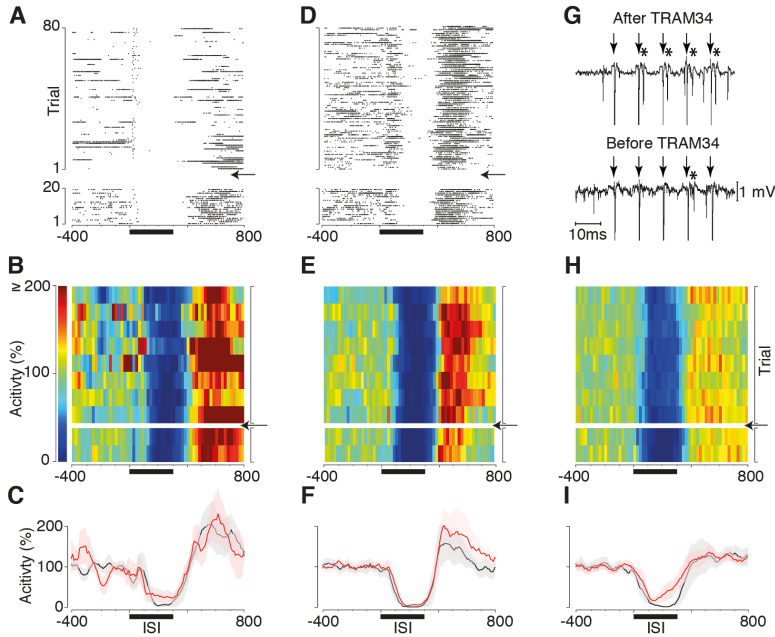 A
80
Trial
1
20
1
-400
800
D
-400
800
G
After TRAM34
* * * *
Before TRAM34
*
1 mV
10ms
B
≥ 200
Acitivty (%)
100
0
-400
800
E
-400
800
H
Trial
-400
800
C
200
Acitivty (%)
100
0
-400
ISI
800
F
-400
ISI
800
I
-400
ISI
800